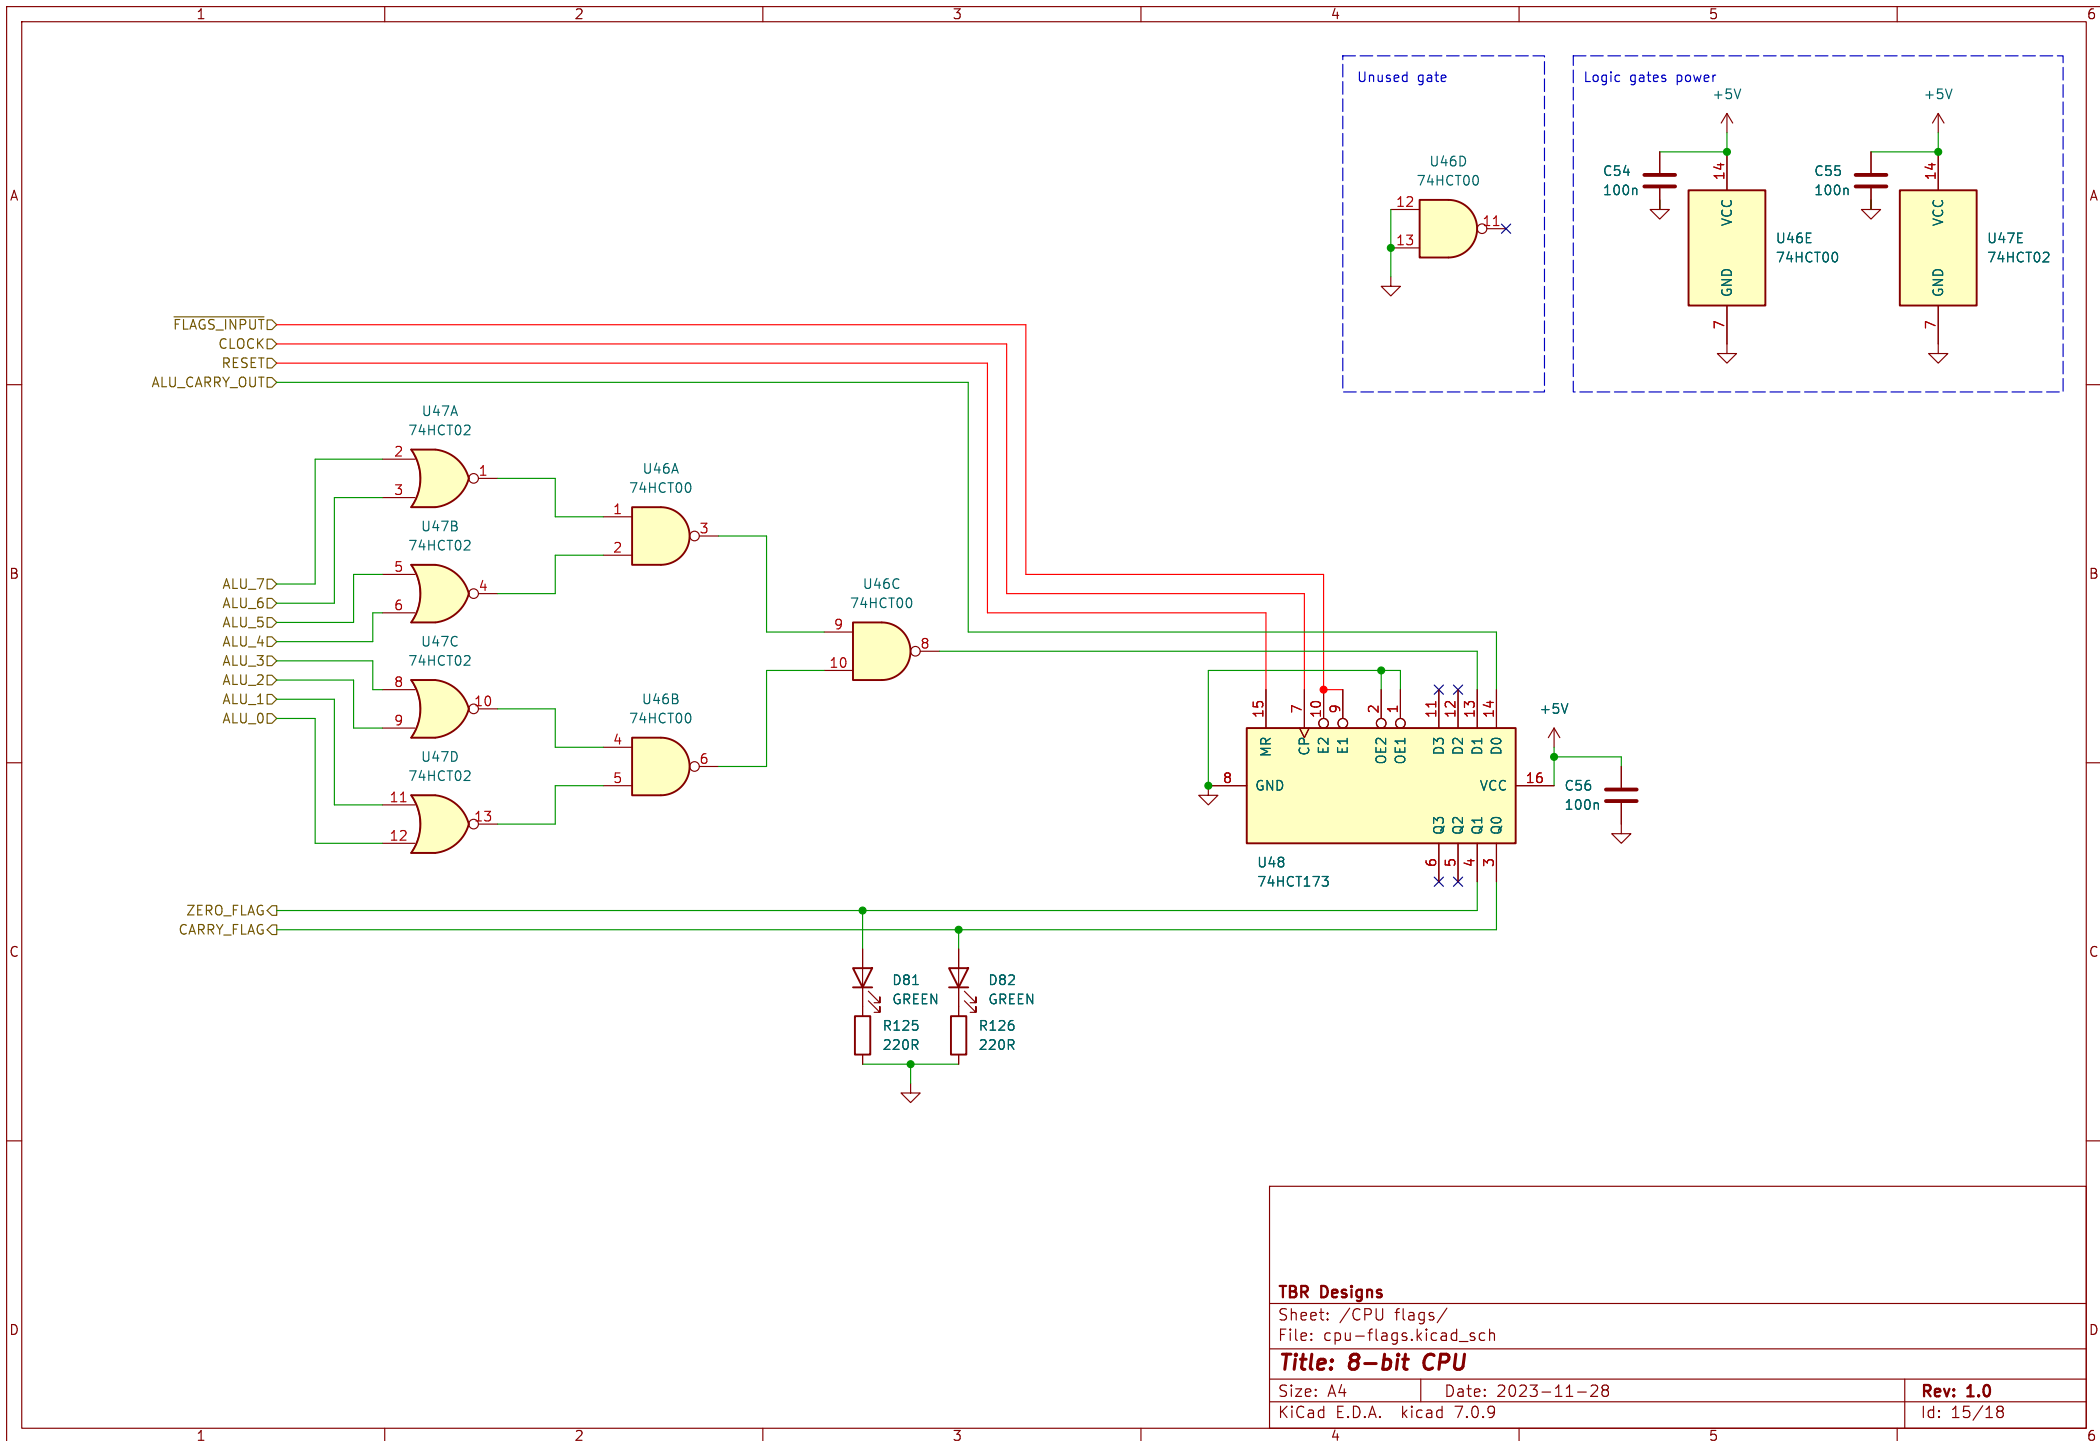 1 2 3 4 5 6
A
B
C
D
A
B
C
D
1 2 3 4 5 6
Unused gate
U46D
74HCT00
12
13
11
Logic gates power
+5V
C54
100n
14
VCC
GND
7
U46E
74HCT00
+5V
C55
100n
14
VCC
GND
7
U47E
74HCT02
FLAGS_INPUT
CLOCK
RESET
ALU_CARRY_OUT
U47A
74HCT02
2
3
1
U47B
74HCT02
5
6
4
U47C
74HCT02
8
9
10
U47D
74HCT02
11
12
13
ALU_7
ALU_6
ALU_5
ALU_4
ALU_3
ALU_2
ALU_1
ALU_0
U46A
74HCT00
1
2
3
U46B
74HCT00
4
5
6
U46C
74HCT00
9
10
8
15 7 10 9 2 1 11 12 13 14
MR CP E2 E1 OE2 OE1 D3 D2 D1 D0
8 GND
VCC 16
Q3 Q2 Q1 Q0
6 5 4 3
U48
74HCT173
+5V
C56
100n
ZERO_FLAG
CARRY_FLAG
D81
GREEN
R125
220R
D82
GREEN
R126
220R
TBR Designs
Sheet: /CPU flags/
File: cpu-flags.kicad_sch
Title: 8-bit CPU
Size: A4 Date: 2023-11-28 Rev: 1.0
KiCad E.D.A. kicad 7.0.9 Id: 15/18